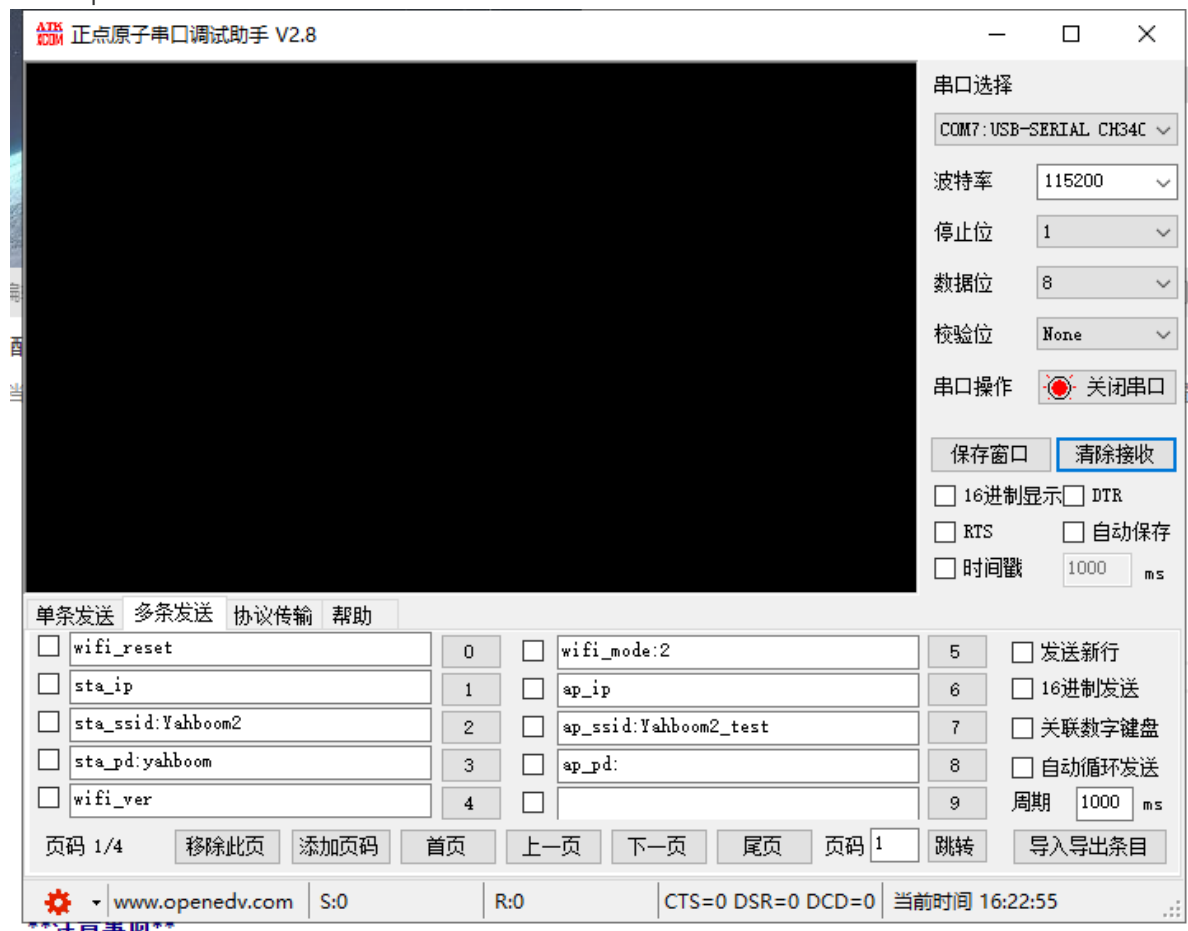 ATK XCOM 正点原子串口调试助手 V2.8
串口选择
COM7:USB-SERIAL CH340
波特率 115200
停止位 1
数据位 8
校验位 None
串口操作 关闭串口
保存窗口 清除接收
16进制显示 DTR
RTS 自动保存
时间戳 1000 ms
单条发送 多条发送 协议传输 帮助
wifi_reset 0 wifi_mode:2 5 发送新行
sta_ip 1 ap_ip 6 16进制发送
sta_ssid:Yahboom2 2 ap_ssid:Yahboom2_test 7 关联数字键盘
sta_pd:yahboom 3 ap_pd: 8 自动循环发送
wifi_ver 4 9 周期 1000 ms
页码 1/4 移除此页 添加页码 首页 上一页 下一页 尾页 页码 1 跳转 导入导出条目
www.openedv.com S:0 R:0 CTS=0 DSR=0 DCD=0 当前时间 16:22:55